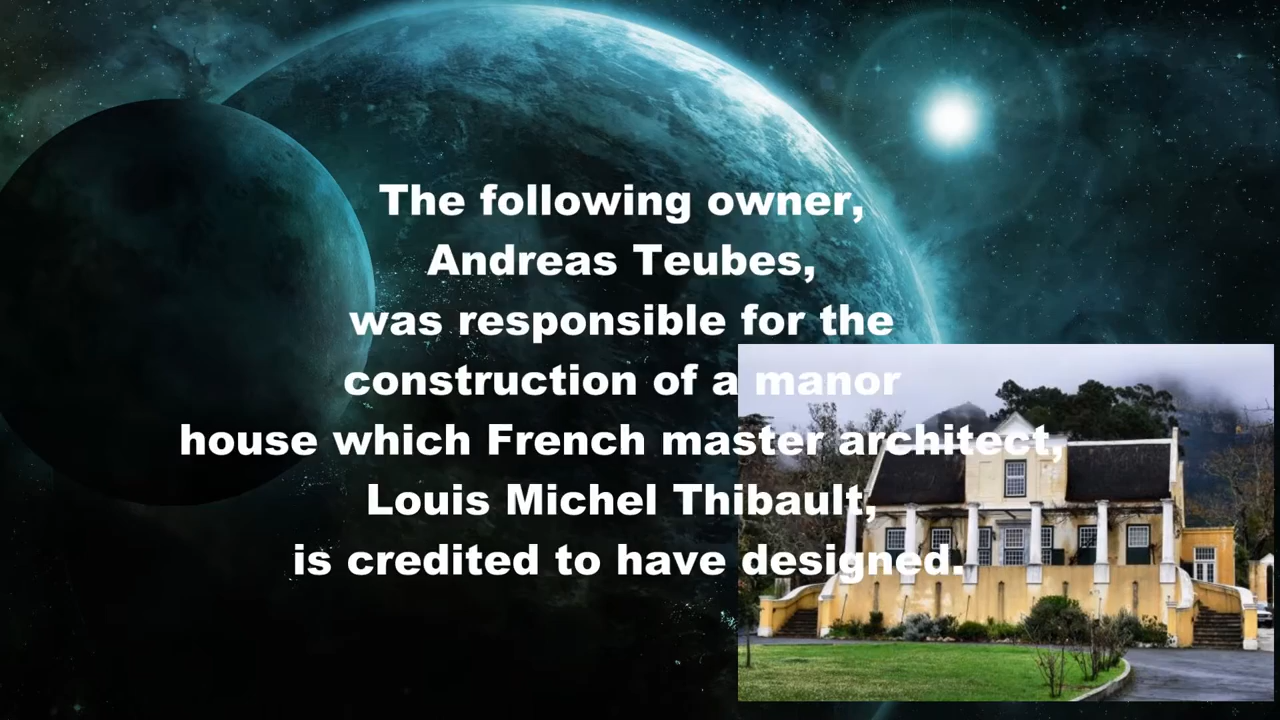 The following owner,
Andreas Teubes,
was responsible for the
construction of a manor
house which French master architect,
Louis Michel Thibault,
is credited to have designed.